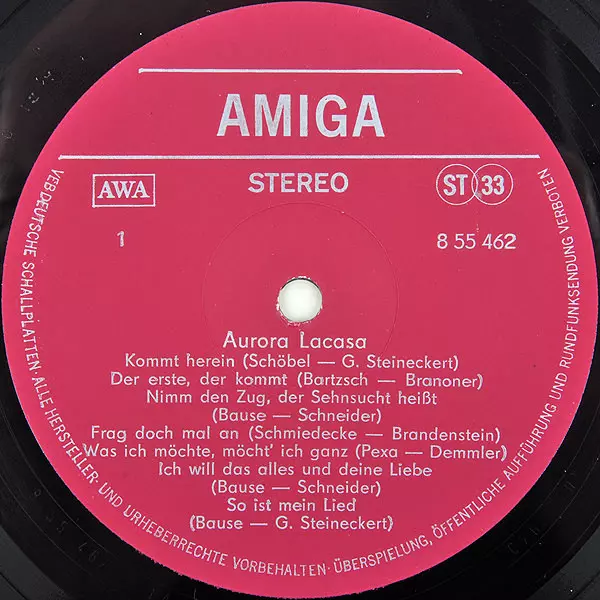 AMIGA
AWA
STEREO
ST 33
1
8 55 462
Aurora Lacasa
Kommt herein (Schöbel — G. Steineckert)
Der erste, der kommt (Bartzsch — Branoner)
Nimm den Zug, der Sehnsucht heißt
(Bause — Schneider)
Frag doch mal an (Schmiedecke — Brandenstein)
Was ich möchte, möcht' ich ganz (Pexa — Demmler)
Ich will das alles und deine Liebe
(Bause — Schneider)
So ist mein Lied
(Bause — G. Steineckert)
VEB DEUTSCHE SCHALLPLATTEN · ALLE HERSTELLER- UND URHEBERRECHTE VORBEHALTEN · ÜBERSPIELUNG, ÖFFENTLICHE AUFFÜHRUNG UND RUNDFUNKSENDUNG VERBOTEN